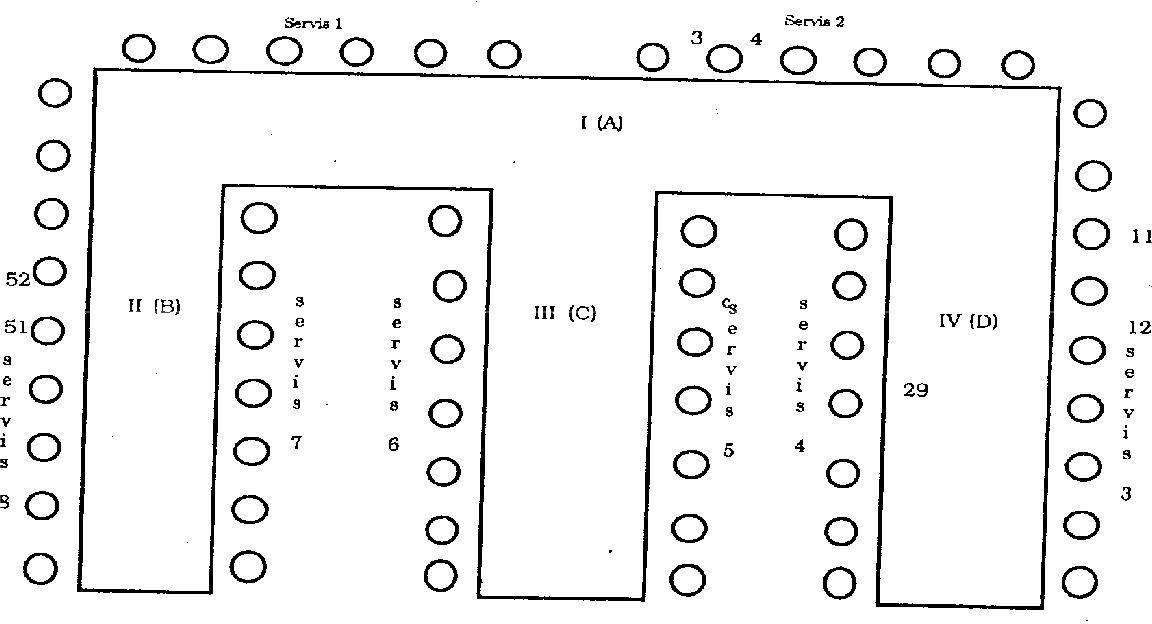 Servis 1
Servis 2
3
4
I (A)
11
52
II (B)
III (C)
IV (D)
51
12
29
servis 8
servis 7
servis 6
servis 5
servis 4
servis 3